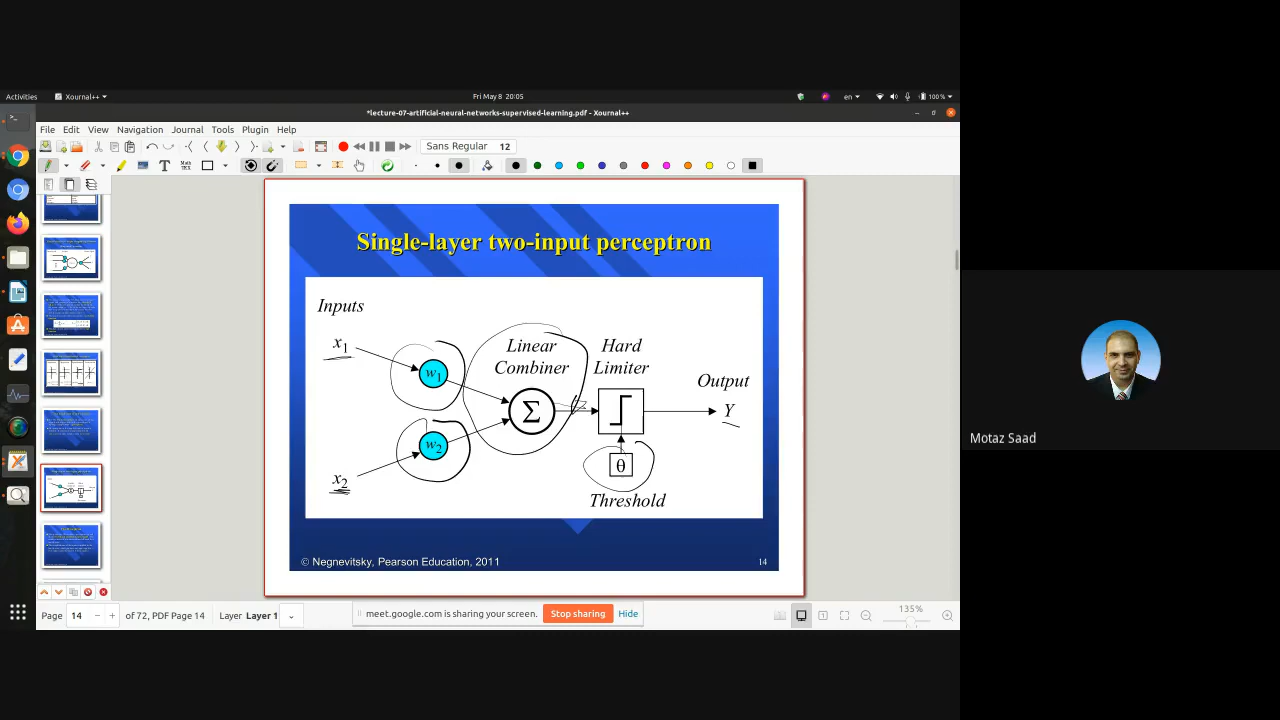 Activities
Xournal++
Fri May 8 20:05
en
100 %
*lecture-07-artificial-neural-networks-supervised-learning.pdf - Xournal++
File Edit View Navigation Journal Tools Plugin Help
Sans Regular 12
Single-layer two-input perceptron
Inputs
x1
Linear
Combiner
Hard
Limiter
w1
Output
Σ
Y
w2
θ
x2
Threshold
© Negnevitsky, Pearson Education, 2011
14
Motaz Saad
Page 14 of 72, PDF Page 14
Layer Layer 1
meet.google.com is sharing your screen.
Stop sharing
Hide
135%